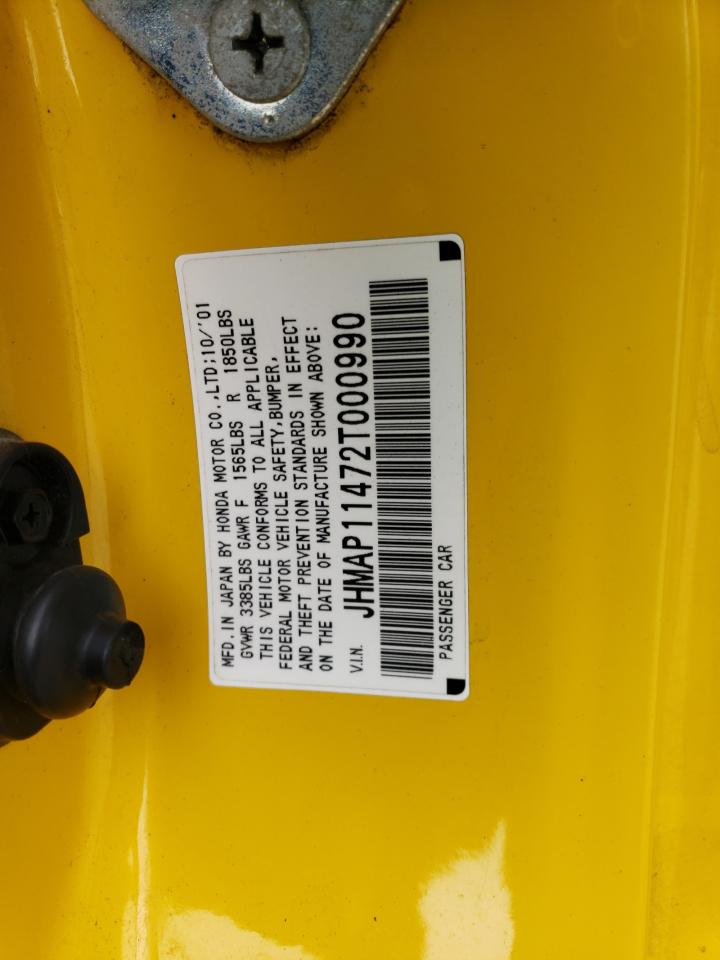 MFD.IN JAPAN BY HONDA MOTOR CO.,LTD;10/'01
GVWR 3385LBS GAWR F 1565LBS R 1850LBS
THIS VEHICLE CONFORMS TO ALL APPLICABLE
FEDERAL MOTOR VEHICLE SAFETY,BUMPER,
AND THEFT PREVENTION STANDARDS IN EFFECT
ON THE DATE OF MANUFACTURE SHOWN ABOVE:
V.I.N. JHMAP11472T000990
PASSENGER CAR